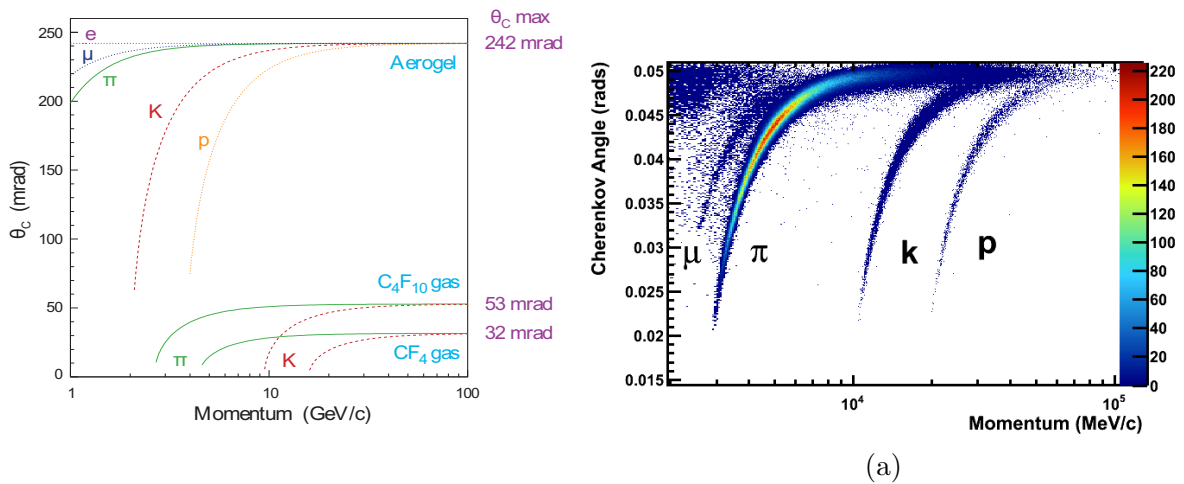 θC max
242 mrad
250
200
150
100
50
0
θC (mrad)
e
μ
π
K
p
Aerogel
C4F10 gas
53 mrad
32 mrad
CF4 gas
π
K
1
10
100
Momentum (GeV/c)
0.05
0.045
0.04
0.035
0.03
0.025
0.02
0.015
Cherenkov Angle (rads)
μ
π
k
p
220
200
180
160
140
120
100
80
60
40
20
0
10^4
10^5
Momentum (MeV/c)
(a)